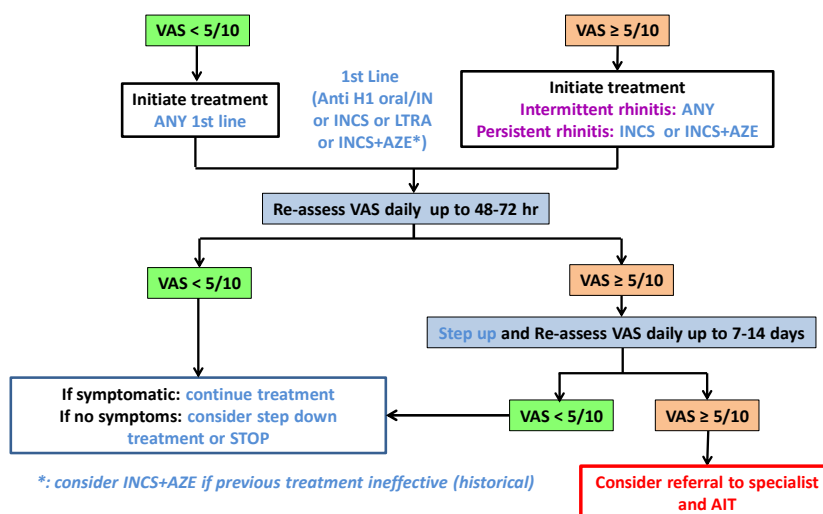 VAS < 5/10
VAS ≥ 5/10
Initiate treatment
ANY 1st line
1st Line
(Anti H1 oral/IN
or INCS or LTRA
or INCS+AZE*)
Initiate treatment
Intermittent rhinitis: ANY
Persistent rhinitis: INCS or INCS+AZE
Re-assess VAS daily up to 48-72 hr
VAS < 5/10
VAS ≥ 5/10
Step up and Re-assess VAS daily up to 7-14 days
If symptomatic: continue treatment
If no symptoms: consider step down
treatment or STOP
VAS < 5/10
VAS ≥ 5/10
*: consider INCS+AZE if previous treatment ineffective (historical)
Consider referral to specialist
and AIT